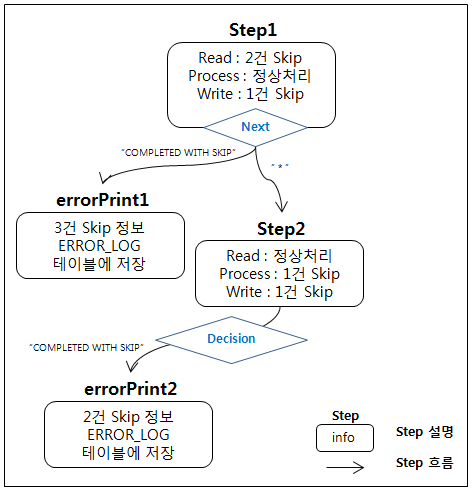 Step1
Read : 2건 Skip
Process : 정상처리
Write : 1건 Skip
Next
“COMPLETED WITH SKIP”
“ * ”
errorPrint1
3건 Skip 정보
ERROR_LOG
테이블에 저장
Step2
Read : 정상처리
Process : 1건 Skip
Write : 1건 Skip
Decision
“COMPLETED WITH SKIP”
errorPrint2
2건 Skip 정보
ERROR_LOG
테이블에 저장
Step
info
Step 설명
Step 흐름